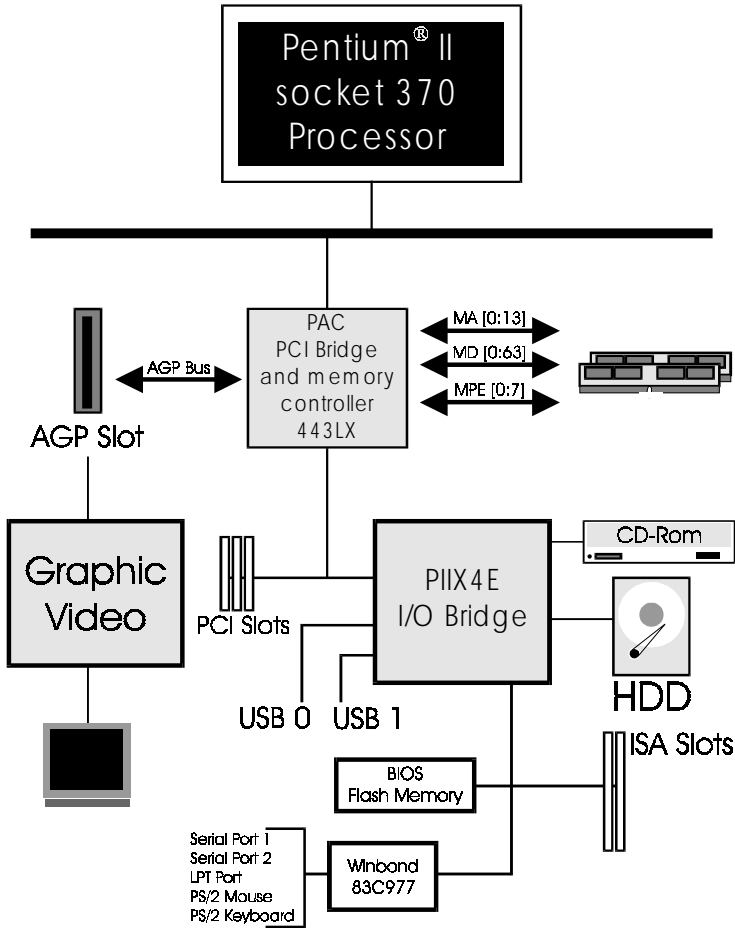 Pentium® II
socket 370
Processor
PAC
PCI Bridge
and memory
controller
443LX
MA [0:13]
MD [0:63]
MPE [0:7]
AGP Bus
AGP Slot
Graphic
Video
PCI Slots
PIIX4E
I/O Bridge
CD-Rom
HDD
USB 0
USB 1
ISA Slots
BIOS
Flash Memory
Serial Port 1
Serial Port 2
LPT Port
PS/2 Mouse
PS/2 Keyboard
Winbond
83C977